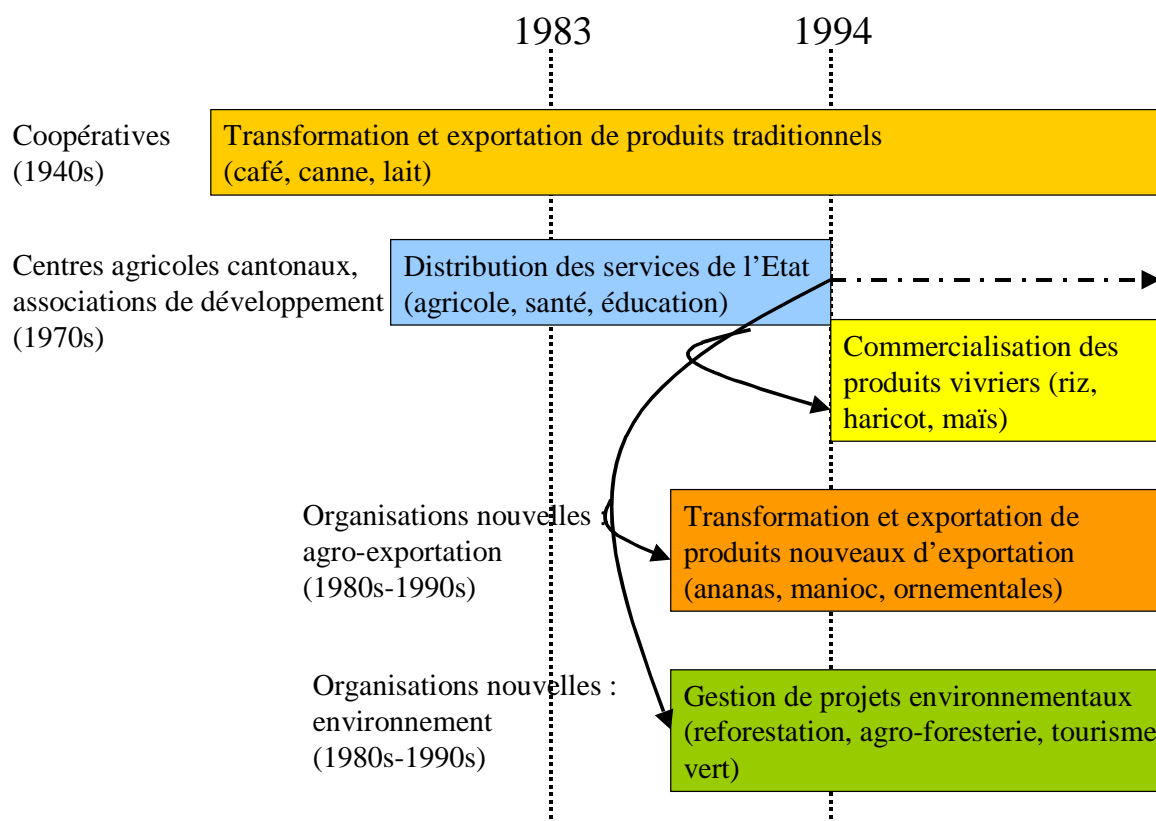 1983
1994
Coopératives
(1940s)
Transformation et exportation de produits traditionnels
(café, canne, lait)
Centres agricoles cantonaux,
associations de développement
(1970s)
Distribution des services de l’Etat
(agricole, santé, éducation)
Commercialisation des
produits vivriers (riz,
haricot, maïs)
Organisations nouvelles :
agro-exportation
(1980s-1990s)
Transformation et exportation de
produits nouveaux d’exportation
(ananas, manioc, ornementales)
Organisations nouvelles :
environnement
(1980s-1990s)
Gestion de projets environnementaux
(reforestation, agro-foresterie, tourisme
vert)